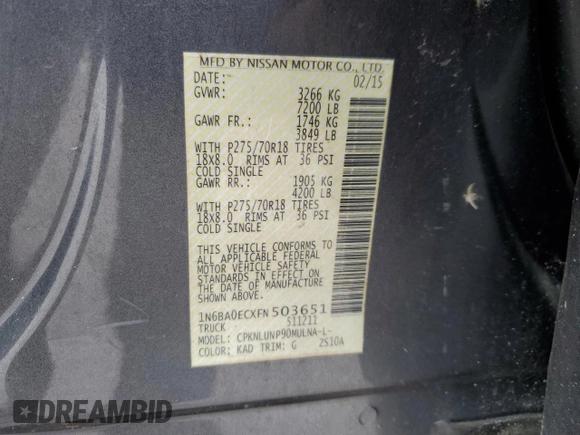 MFD BY NISSAN MOTOR CO., LTD.
DATE: 02/15
GVWR: 3266 KG
7200 LB
GAWR FR.: 1746 KG
3849 LB
WITH P275/70R18 TIRES
18X8.0 RIMS AT 36 PSI
COLD SINGLE
GAWR RR.: 1905 KG
4200 LB
WITH P275/70R18 TIRES
18X8.0 RIMS AT 36 PSI
COLD SINGLE
THIS VEHICLE CONFORMS TO
ALL APPLICABLE FEDERAL
MOTOR VEHICLE SAFETY
STANDARDS IN EFFECT ON
THE DATE OF MANUFACTURE
SHOWN ABOVE.
1N6BA0ECXFN503651
TRUCK S11211
MODEL: CPKNLUNP90MULNA-L-
COLOR: KAD TRIM: G ZS10A
DREAMBID